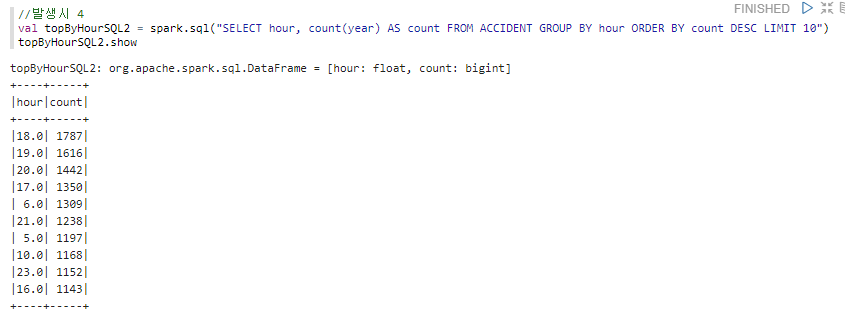 FINISHED
//발생시 4
val topByHourSQL2 = spark.sql("SELECT hour, count(year) AS count FROM ACCIDENT GROUP BY hour ORDER BY count DESC LIMIT 10")
topByHourSQL2.show
topByHourSQL2: org.apache.spark.sql.DataFrame = [hour: float, count: bigint]
+----+-----+
|hour|count|
+----+-----+
|18.0| 1787|
|19.0| 1616|
|20.0| 1442|
|17.0| 1350|
| 6.0| 1309|
|21.0| 1238|
| 5.0| 1197|
|10.0| 1168|
|23.0| 1152|
|16.0| 1143|
+----+-----+